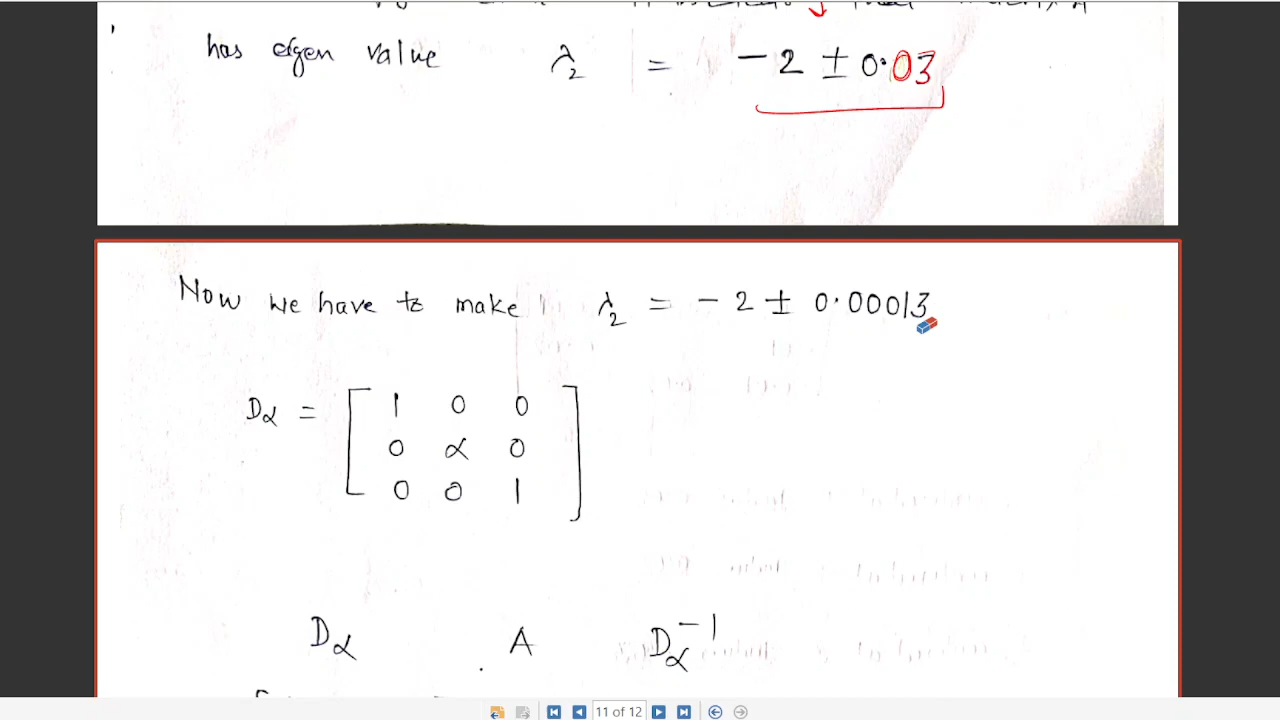 has eigen value λ₂ = -2 ± 0.03
Now we have to make λ₂ = -2 ± 0.00013
Dα = [ 1 0 0
0 α 0
0 0 1 ]
Dα A Dα⁻¹
11 of 12